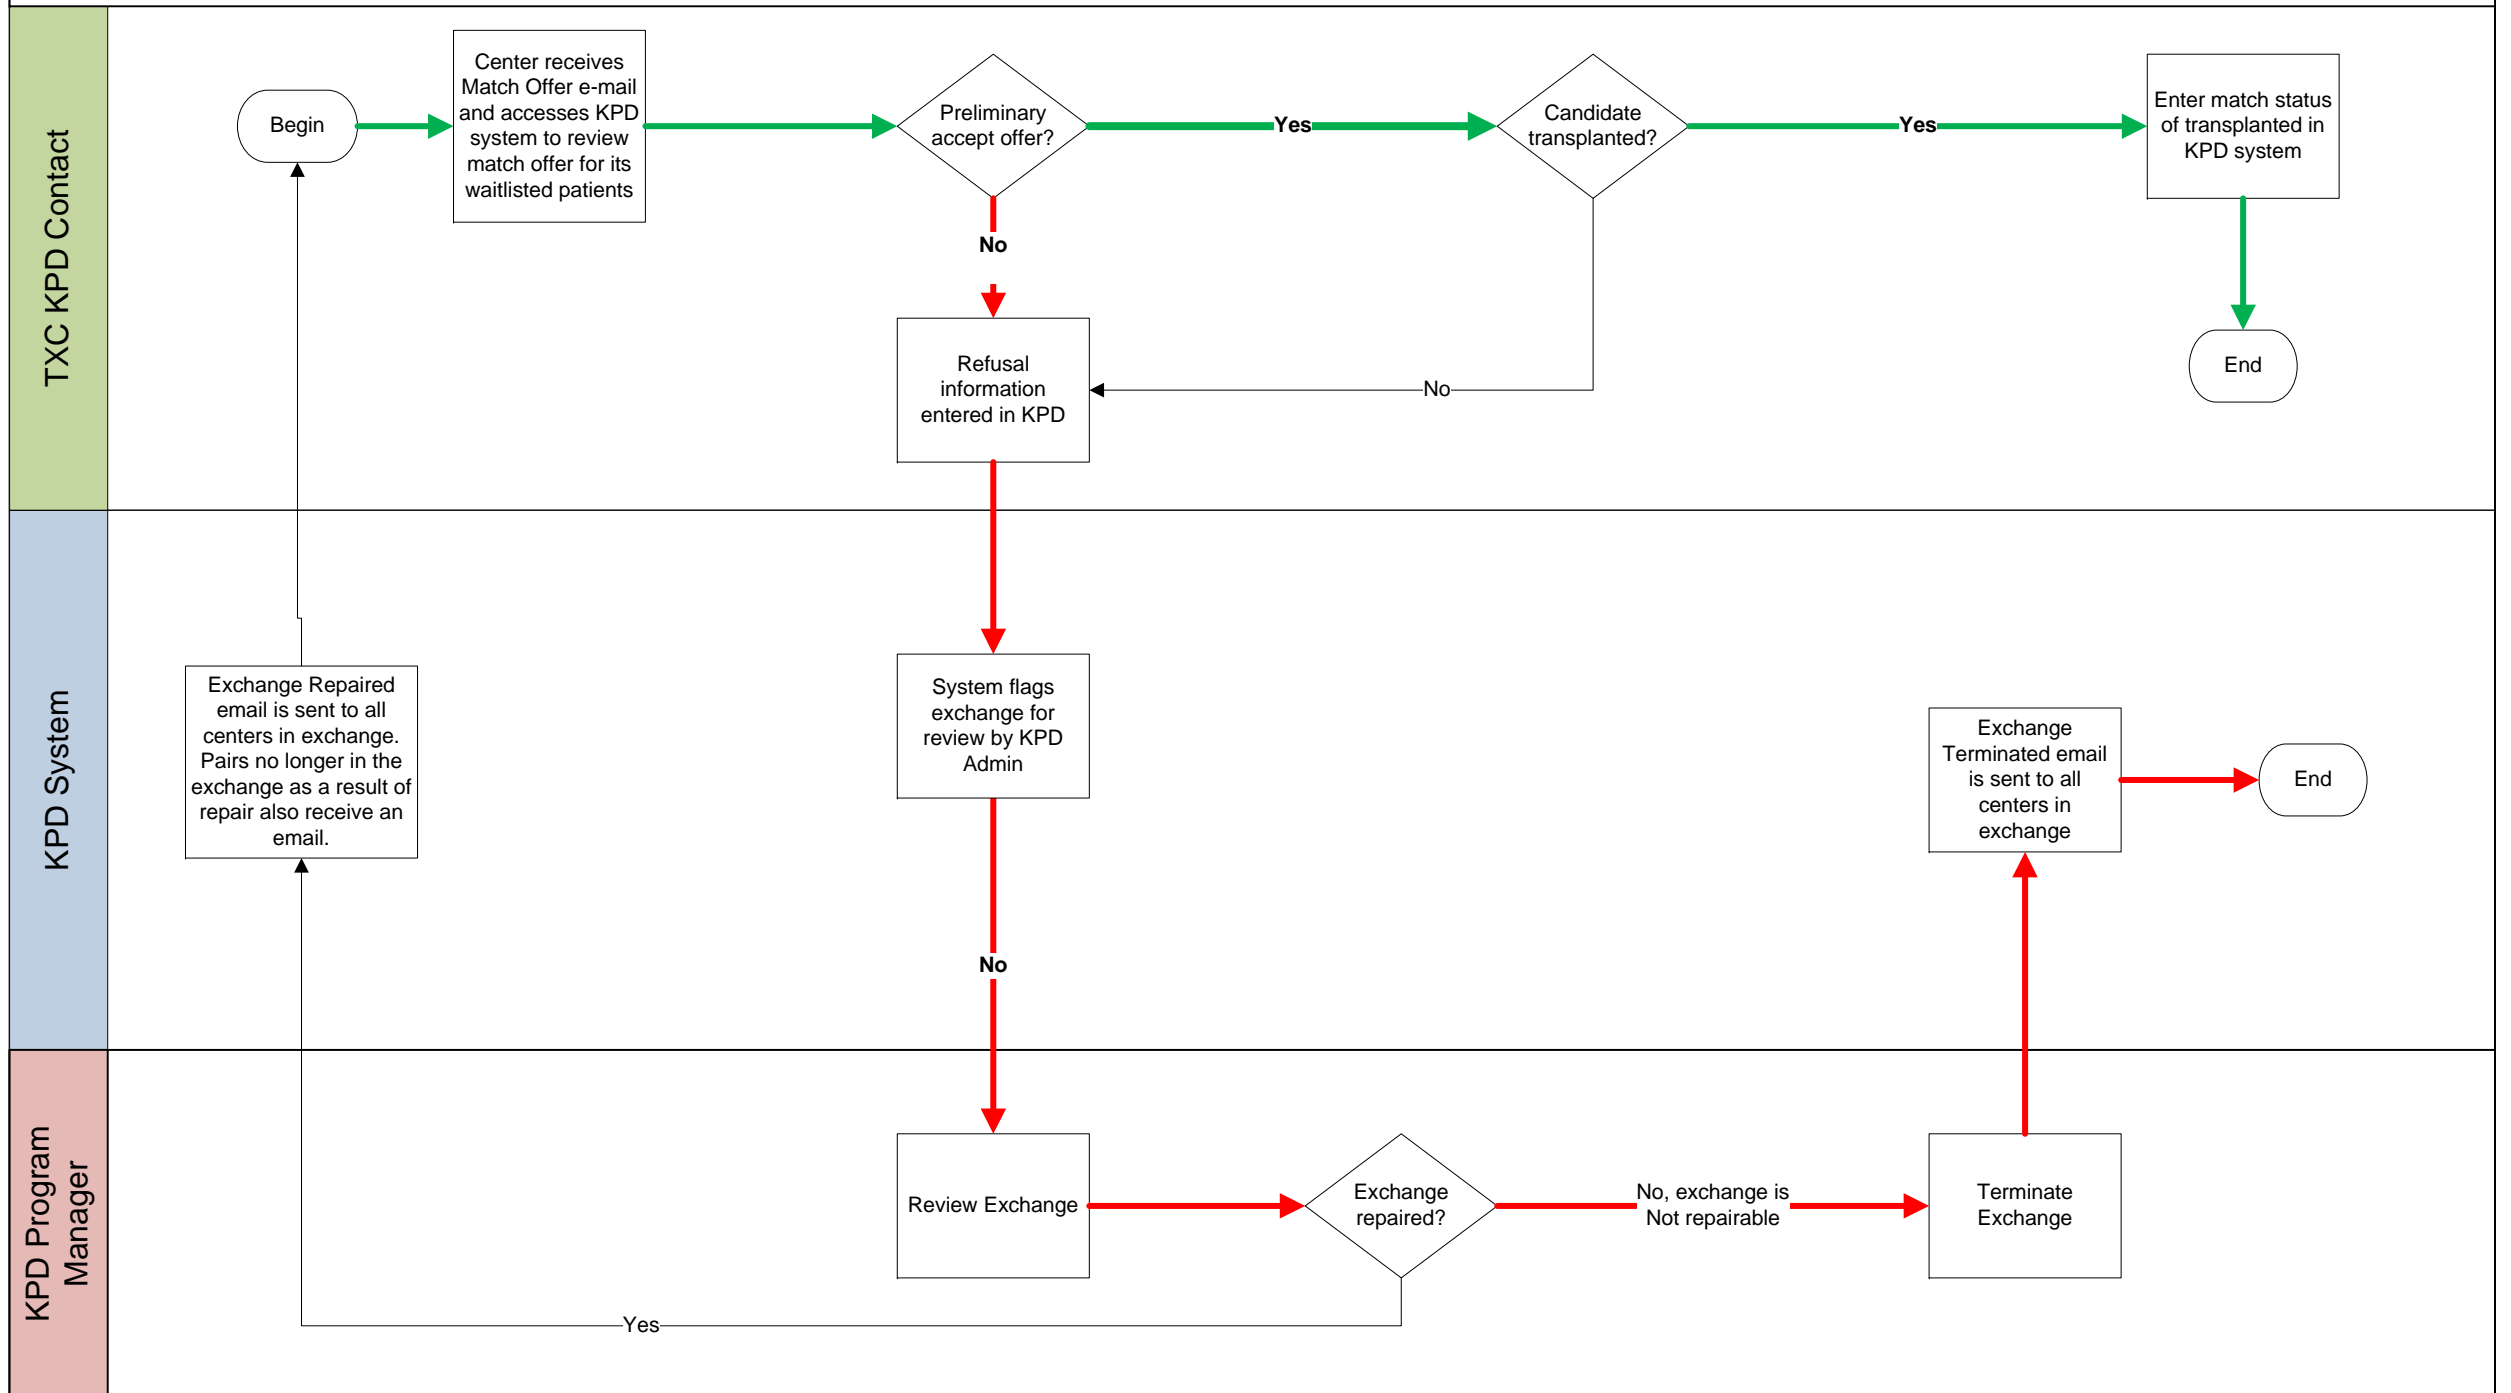 TXC KPD Contact
Begin
Center receives
Match Offer e-mail
and accesses KPD
system to review
match offer for its
waitlisted patients
Preliminary
accept offer?
Yes
Candidate
transplanted?
Yes
Enter match status
of transplanted in
KPD system
No
Refusal
information
entered in KPD
No
End
KPD System
Exchange Repaired
email is sent to all
centers in exchange.
Pairs no longer in the
exchange as a result of
repair also receive an
email.
System flags
exchange for
review by KPD
Admin
Exchange
Terminated email
is sent to all
centers in
exchange
End
No
KPD Program
Manager
Review Exchange
Exchange
repaired?
No, exchange is
Not repairable
Terminate
Exchange
Yes